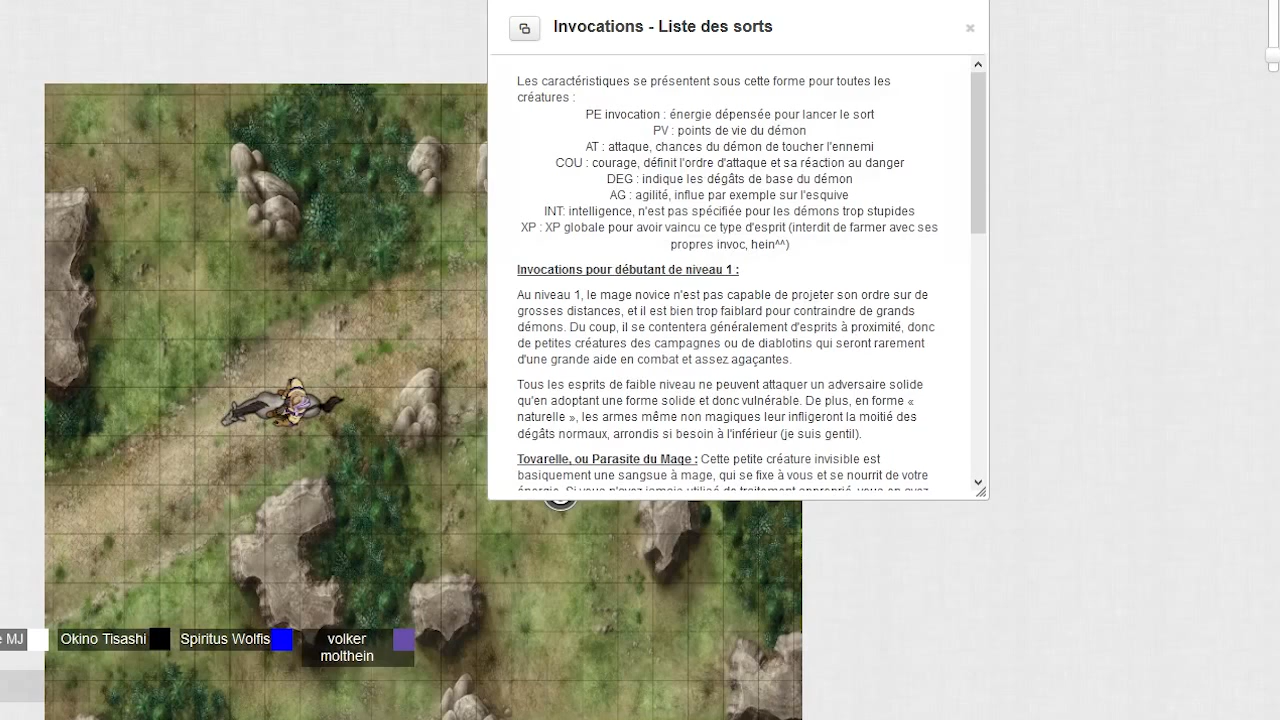 Invocations - Liste des sorts
Les caractéristiques se présentent sous cette forme pour toutes les
créatures :
PE invocation : énergie dépensée pour lancer le sort
PV : points de vie du démon
AT : attaque, chances du démon de toucher l'ennemi
COU : courage, définit l'ordre d'attaque et sa réaction au danger
DEG : indique les dégâts de base du démon
AG : agilité, influe par exemple sur l'esquive
INT: intelligence, n'est pas spécifiée pour les démons trop stupides
XP : XP globale pour avoir vaincu ce type d'esprit (interdit de farmer avec ses
propres invoc, hein^^)
Invocations pour débutant de niveau 1 :
Au niveau 1, le mage novice n'est pas capable de projeter son ordre sur de
grosses distances, et il est bien trop faiblard pour contraindre de grands
démons. Du coup, il se contentera généralement d'esprits à proximité, donc
de petites créatures des campagnes ou de diablotins qui seront rarement
d'une grande aide en combat et assez agaçantes.
Tous les esprits de faible niveau ne peuvent attaquer un adversaire solide
qu'en adoptant une forme solide et donc vulnérable. De plus, en forme «
naturelle », les armes même non magiques leur infligeront la moitié des
dégâts normaux, arrondis si besoin à l'inférieur (je suis gentil).
Tovarelle, ou Parasite du Mage : Cette petite créature invisible est
basiquement une sangsue à mage, qui se fixe à vous et se nourrit de votre
e MJ
Okino Tisashi
Spiritus Wolfis
volker
molthein